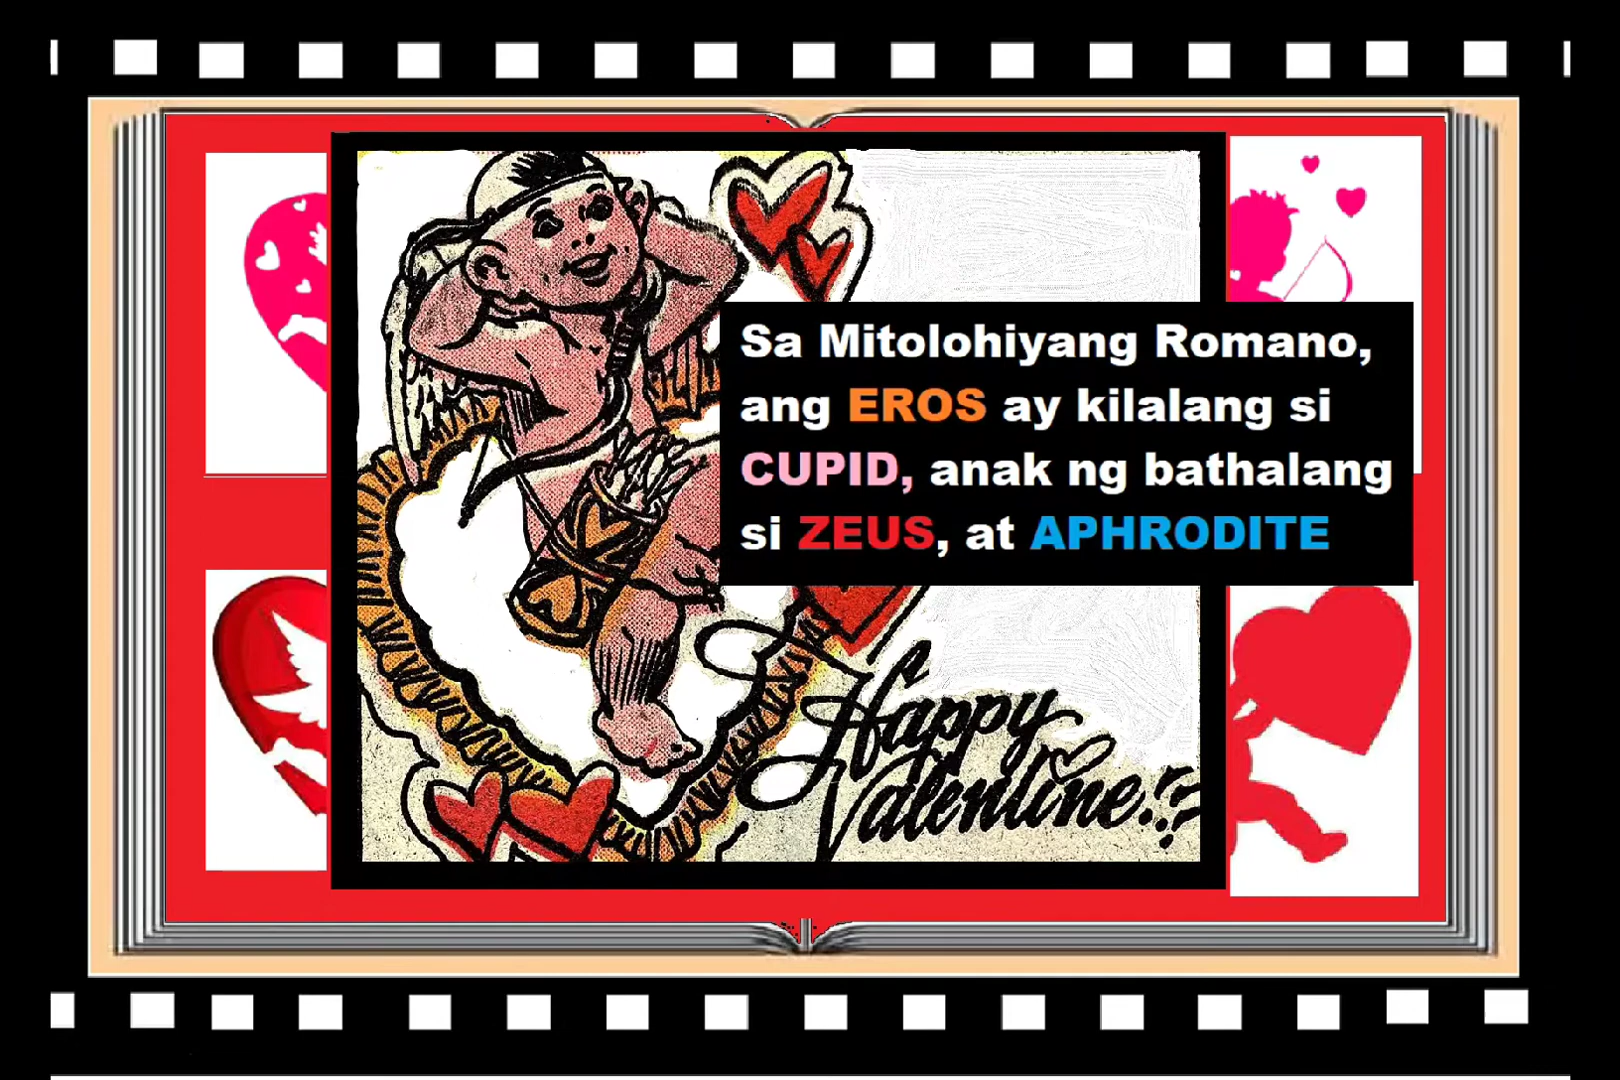 Sa Mitolohiyang Romano,
ang EROS ay kilalang si
CUPID, anak ng bathalang
si ZEUS, at APHRODITE
Happy
Valentine!?